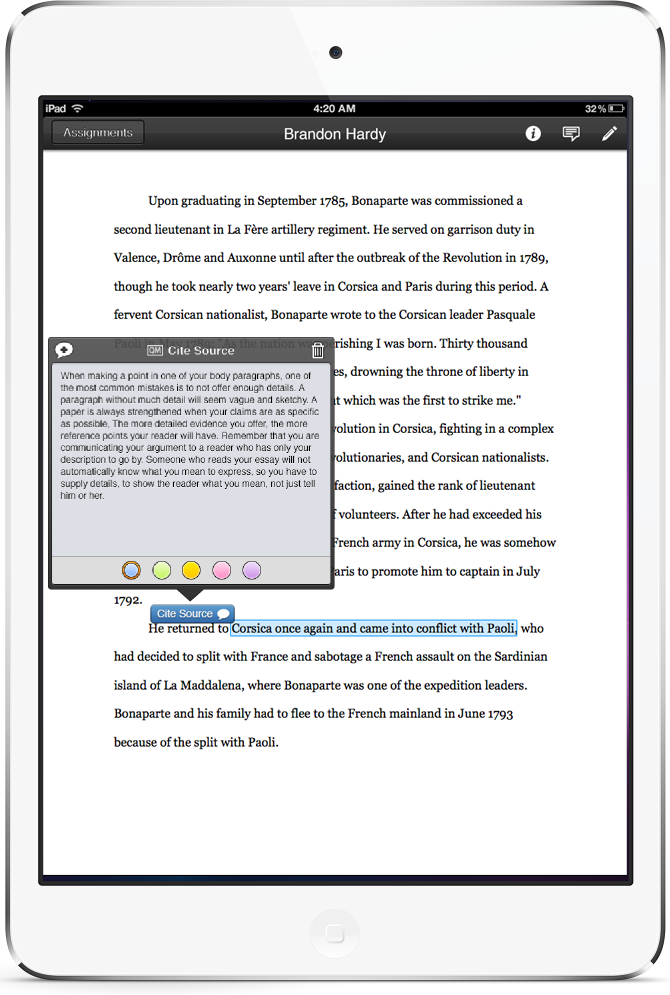 iPad 4:20 AM 32%
Assignments Brandon Hardy
Upon graduating in September 1785, Bonaparte was commissioned a
second lieutenant in La Fère artillery regiment. He served on garrison duty in
Valence, Drôme and Auxonne until after the outbreak of the Revolution in 1789,
though he took nearly two years' leave in Corsica and Paris during this period. A
fervent Corsican nationalist, Bonaparte wrote to the Corsican leader Pasquale
Paoli in May 1789: "As the nation was perishing I was born. Thirty thousand
drowning the throne of liberty in
which was the first to strike me."
in Corsica, fighting in a complex
and Corsican nationalists.
faction, gained the rank of lieutenant
volunteers. After he had exceeded his
French army in Corsica, he was somehow
to promote him to captain in July
1792.
QM Cite Source
When making a point in one of your body paragraphs, one of
the most common mistakes is to not offer enough details. A
paragraph without much detail will seem vague and sketchy. A
paper is always strengthened when your claims are as specific
as possible, The more detailed evidence you offer, the more
reference points your reader will have. Remember that you are
communicating your argument to a reader who has only your
description to go by. Someone who reads your essay will not
automatically know what you mean to express, so you have to
supply details, to show the reader what you mean, not just tell
him or her.
Cite Source
He returned to Corsica once again and came into conflict with Paoli, who
had decided to split with France and sabotage a French assault on the Sardinian
island of La Maddalena, where Bonaparte was one of the expedition leaders.
Bonaparte and his family had to flee to the French mainland in June 1793
because of the split with Paoli.